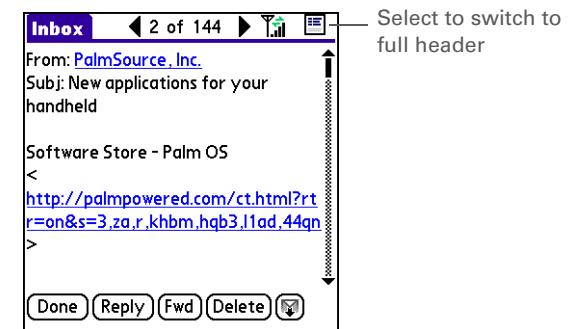 Inbox 2 of 144
Select to switch to
full header
From: PalmSource, Inc.
Subj: New applications for your
handheld
Software Store - Palm OS
<
http://palmpowered.com/ct.html?rt
r=on&s=3,za,r,khbm,hqb3,l1ad,44qn
>
Done Reply Fwd Delete